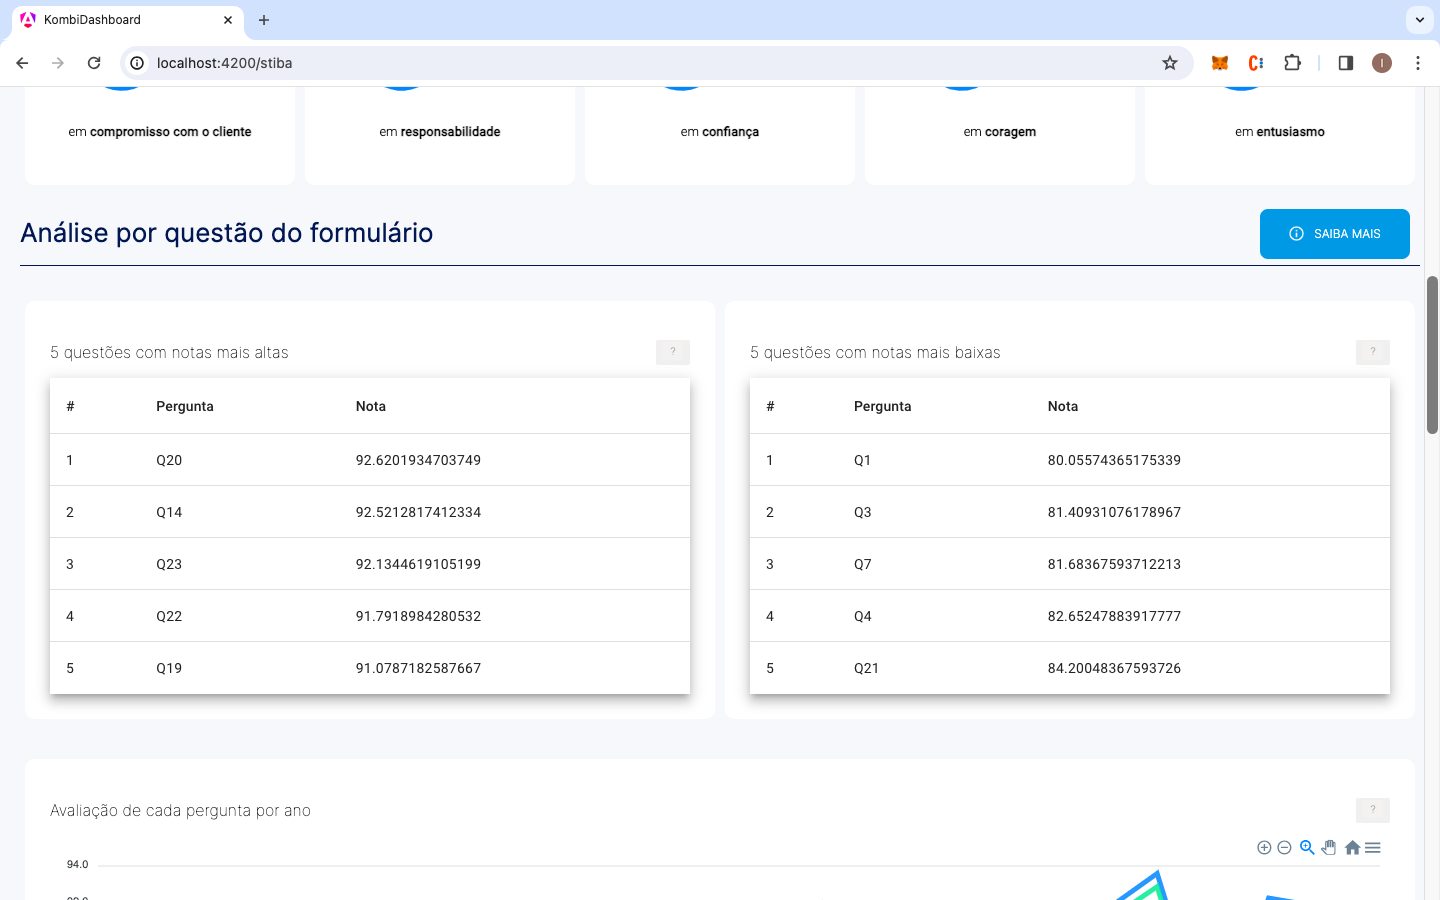 KombiDashboard
localhost:4200/stiba
em compromisso com o cliente
em responsabilidade
em confiança
em coragem
em entusiasmo
Análise por questão do formulário
SAIBA MAIS
5 questões com notas mais altas
?
# Pergunta Nota
1 Q20 92.6201934703749
2 Q14 92.5212817412334
3 Q23 92.1344619105199
4 Q22 91.7918984280532
5 Q19 91.0787182587667
5 questões com notas mais baixas
?
# Pergunta Nota
1 Q1 80.05574365175339
2 Q3 81.40931076178967
3 Q7 81.68367593712213
4 Q4 82.65247883917777
5 Q21 84.20048367593726
Avaliação de cada pergunta por ano
?
94.0